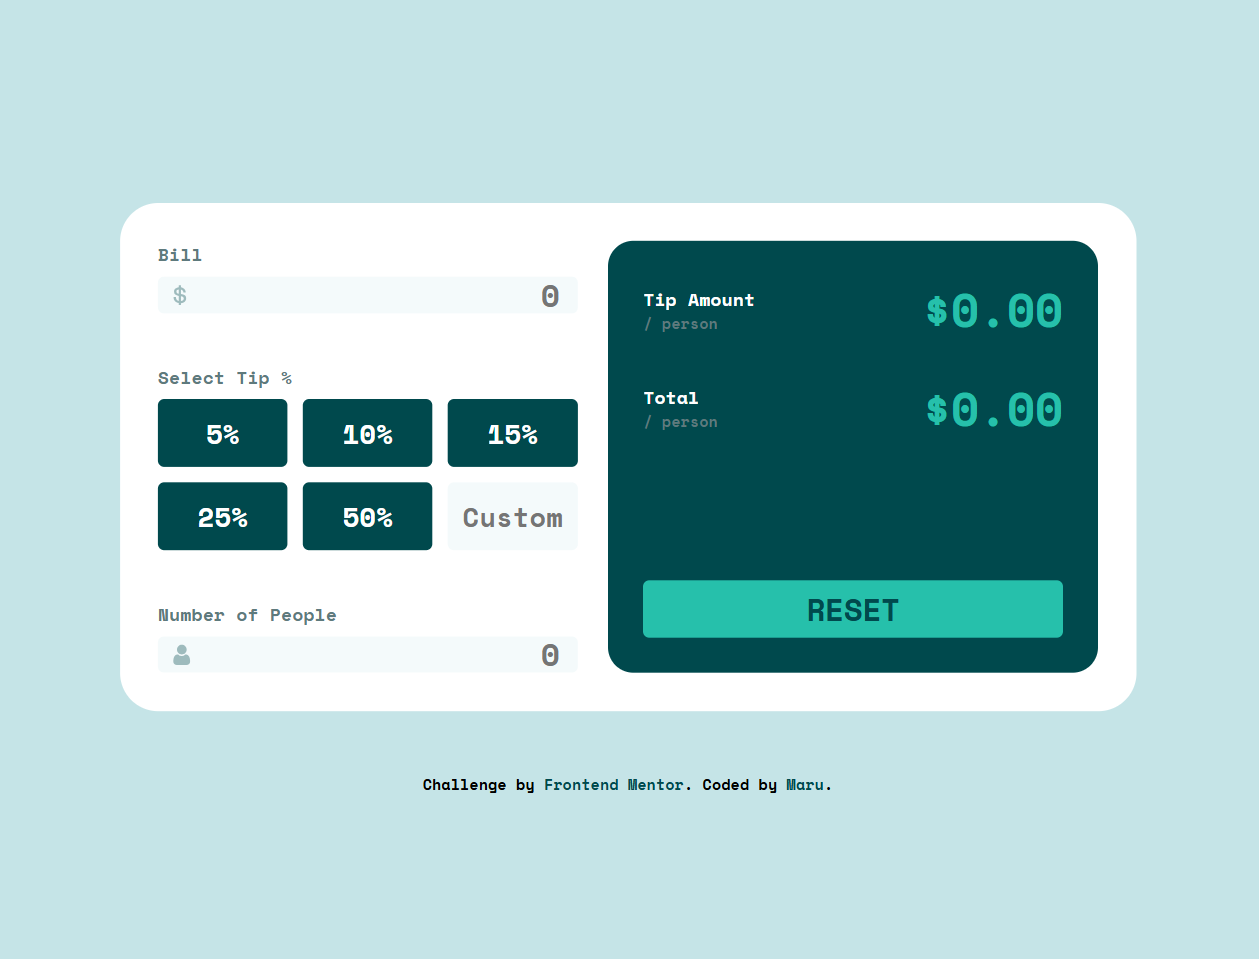 Bill
$ 0
Select Tip %
5% 10% 15%
25% 50% Custom
Number of People
0
Tip Amount
/ person
$0.00
Total
/ person
$0.00
RESET
Challenge by Frontend Mentor. Coded by Maru.